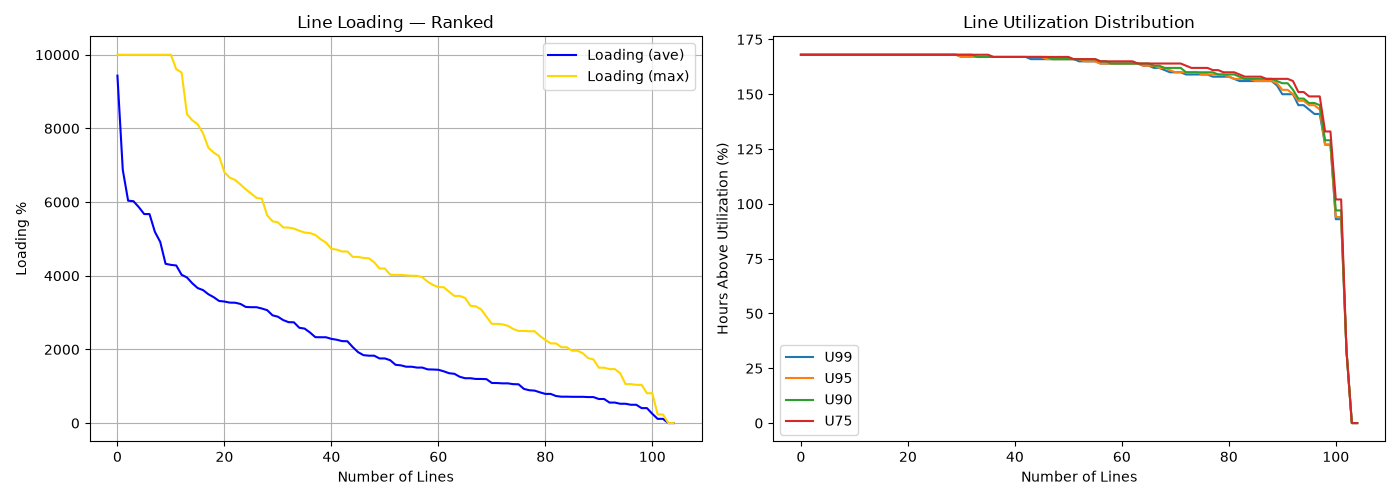 Line Loading — Ranked
Loading %
10000
8000
6000
4000
2000
0
Loading (ave)
Loading (max)
0 20 40 60 80 100
Number of Lines
Line Utilization Distribution
Hours Above Utilization (%)
175
150
125
100
75
50
25
0
U99
U95
U90
U75
0 20 40 60 80 100
Number of Lines